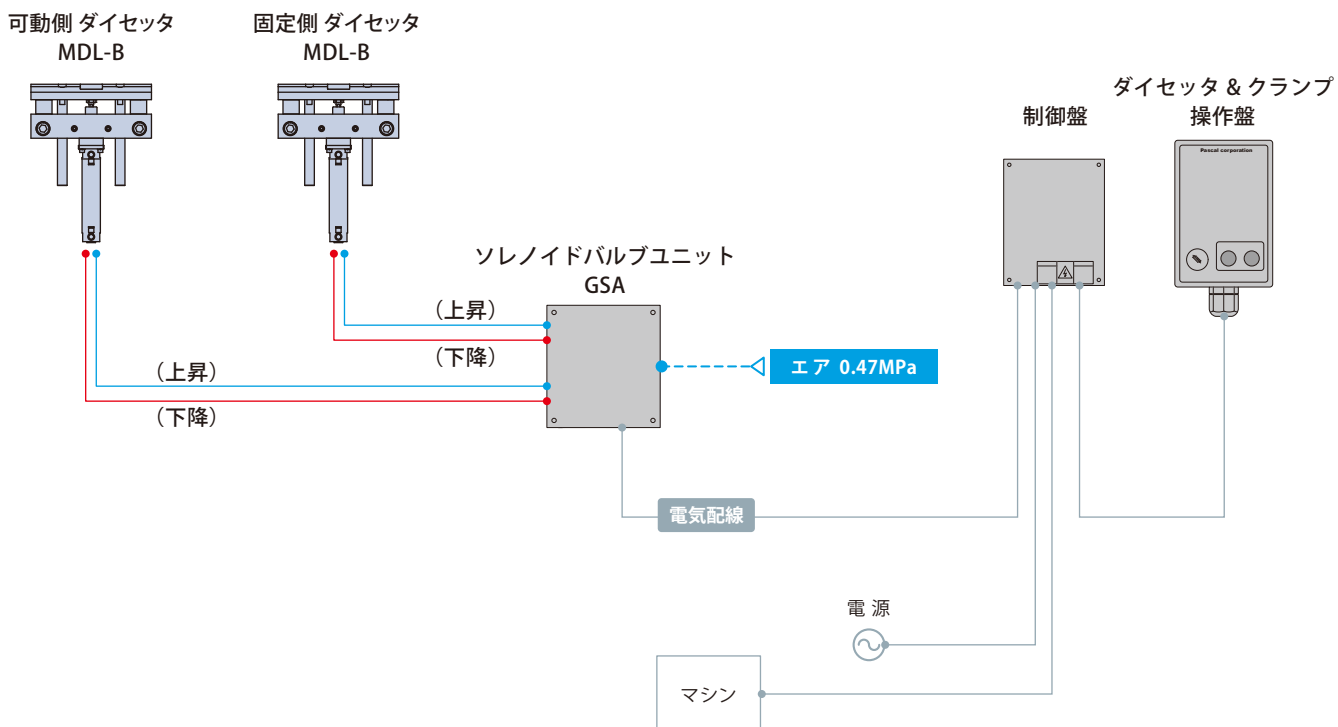 可動側 ダイセッタ
MDL-B
固定側 ダイセッタ
MDL-B
ダイセッタ & クランプ
操作盤
制御盤
Pascal corporation
ソレノイドバルブユニット
GSA
（上昇）
（下降）
（上昇）
（下降）
エア 0.47MPa
電気配線
電 源
マシン